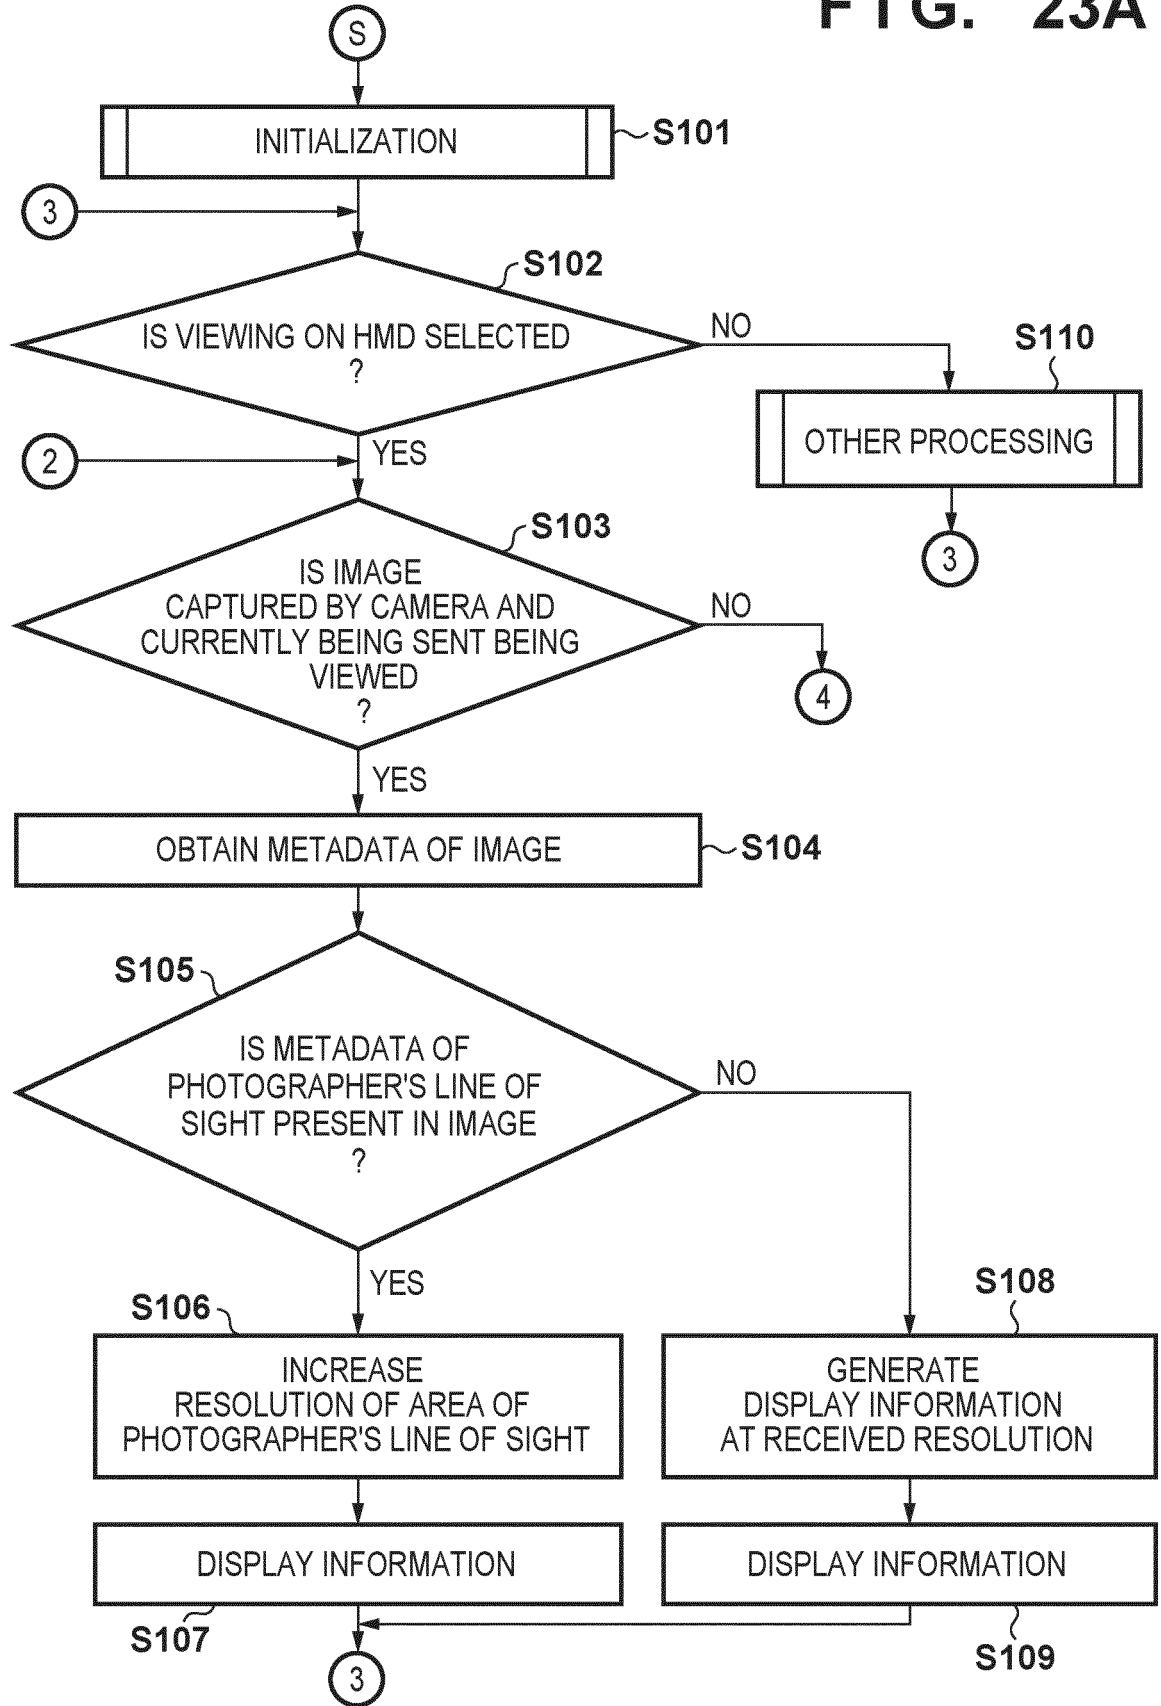 FIG. 23A
S
INITIALIZATION
S101
3
S102
IS VIEWING ON HMD SELECTED
?
NO
S110
OTHER PROCESSING
3
YES
2
S103
IS IMAGE
CAPTURED BY CAMERA AND
CURRENTLY BEING SENT BEING
VIEWED
?
NO
4
YES
OBTAIN METADATA OF IMAGE
S104
S105
IS METADATA OF
PHOTOGRAPHER'S LINE OF
SIGHT PRESENT IN IMAGE
?
NO
YES
S106
INCREASE
RESOLUTION OF AREA OF
PHOTOGRAPHER'S LINE OF SIGHT
S108
GENERATE
DISPLAY INFORMATION
AT RECEIVED RESOLUTION
DISPLAY INFORMATION
S107
DISPLAY INFORMATION
S109
3